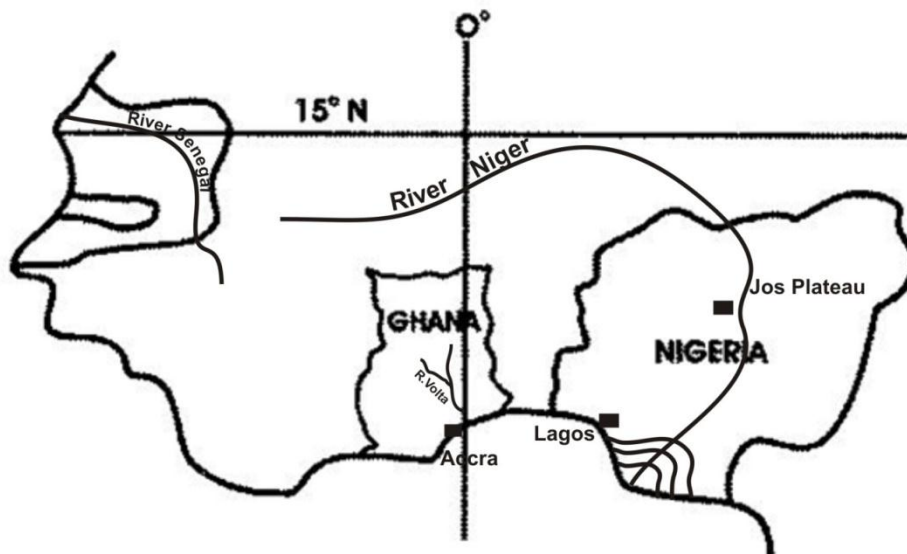 0°
15° N
River Senegal
River Niger
Jos Plateau
GHANA
NIGERIA
R.Volta
Lagos
Accra